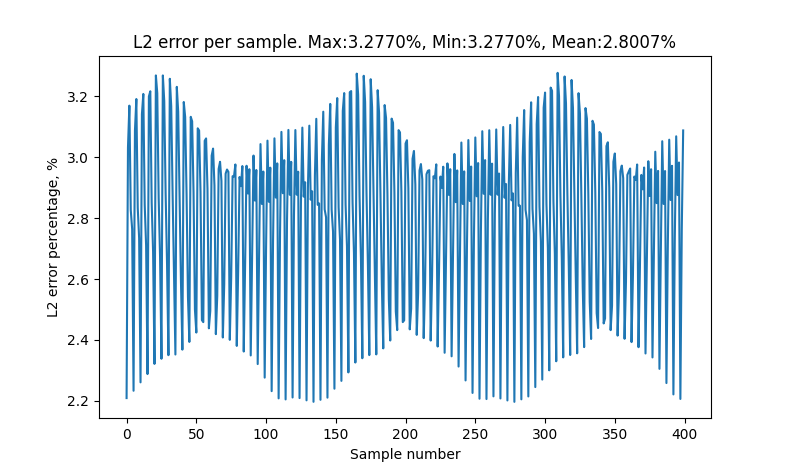 L2 error per sample. Max:3.2770%, Min:3.2770%, Mean:2.8007%
L2 error percentage, %
3.2
3.0
2.8
2.6
2.4
2.2
0 50 100 150 200 250 300 350 400
Sample number